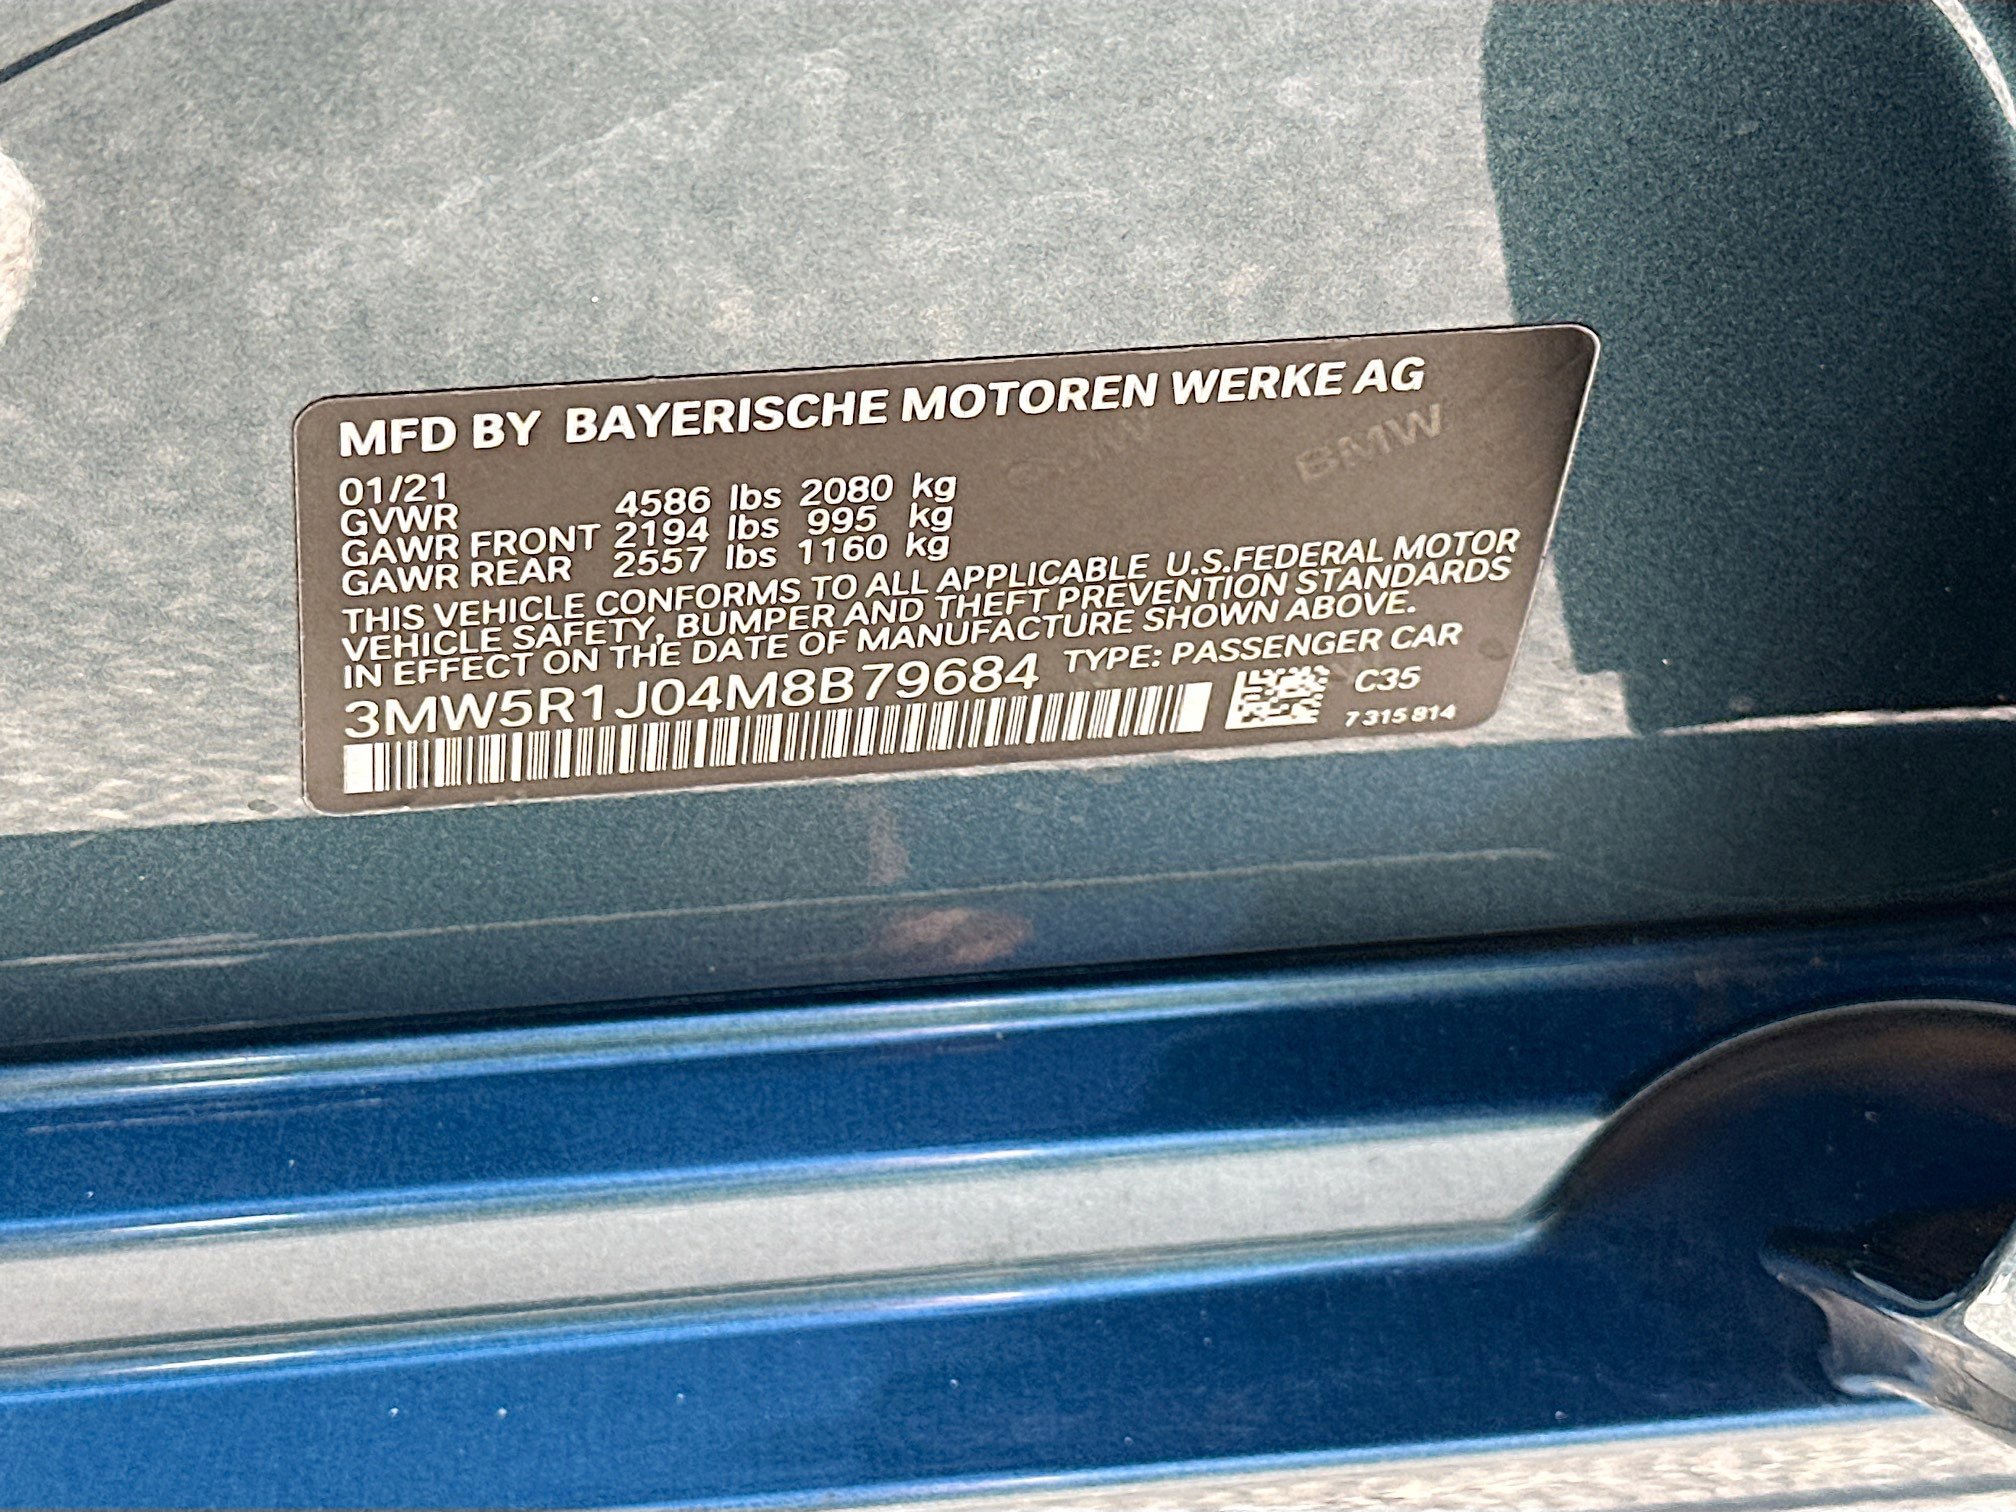 MFD BY BAYERISCHE MOTOREN WERKE AG
BMW BMW
01/21
GVWR 4586 lbs 2080 kg
GAWR FRONT 2194 lbs 995 kg
GAWR REAR 2557 lbs 1160 kg
THIS VEHICLE CONFORMS TO ALL APPLICABLE U.S.FEDERAL MOTOR
VEHICLE SAFETY, BUMPER AND THEFT PREVENTION STANDARDS
IN EFFECT ON THE DATE OF MANUFACTURE SHOWN ABOVE.
3MW5R1J04M8B79684 TYPE: PASSENGER CAR
C35
7 315 814